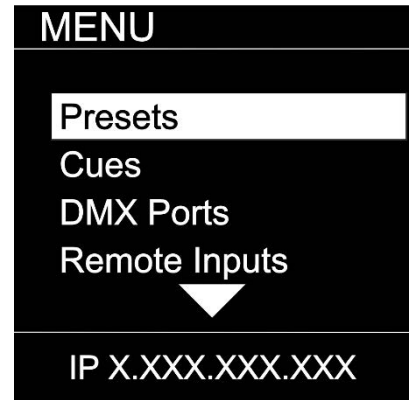 MENU
Presets
Cues
DMX Ports
Remote Inputs
IP X.XXX.XXX.XXX